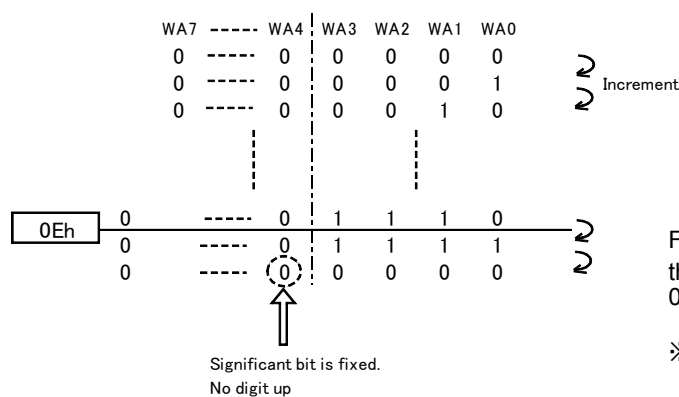 WA7 ----- WA4 WA3 WA2 WA1 WA0
0 ----- 0 0 0 0 0
0 ----- 0 0 0 0 1
Increment
0 ----- 0 0 0 1 0
0 ----- 0 1 1 1 0
0Eh
0 ----- 0 1 1 1 1
0 ----- 0 0 0 0 0
Significant bit is fixed.
No digit up
※